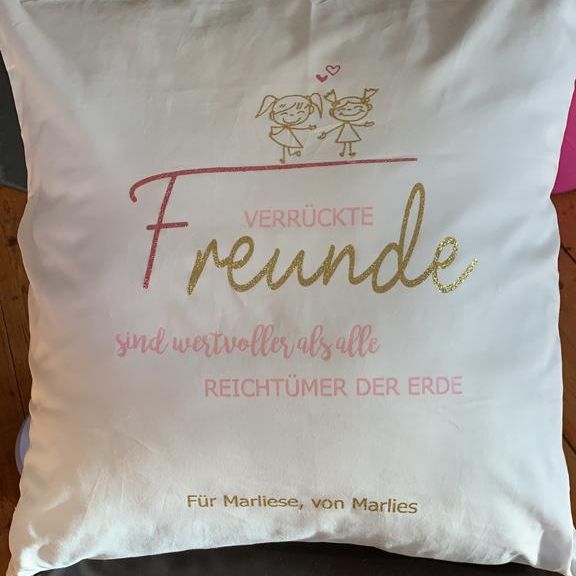 VERRÜCKTE
Freunde
sind wertvoller als alle
REICHTÜMER DER ERDE
Für Marliese, von Marlies